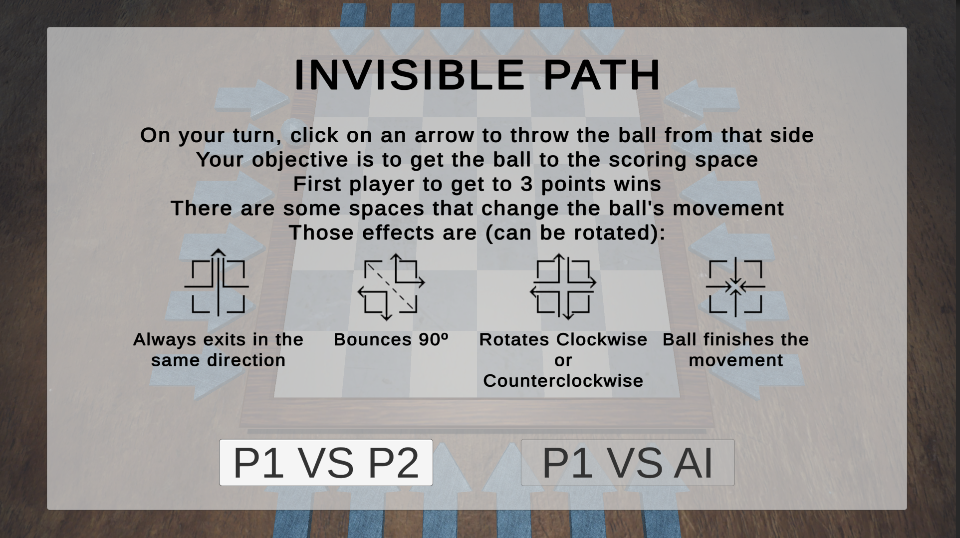 INVISIBLE PATH
On your turn, click on an arrow to throw the ball from that side
Your objective is to get the ball to the scoring space
First player to get to 3 points wins
There are some spaces that change the ball's movement
Those effects are (can be rotated):
Always exits in the
same direction
Bounces 90º
Rotates Clockwise
or
Counterclockwise
Ball finishes the
movement
P1 VS P2
P1 VS AI